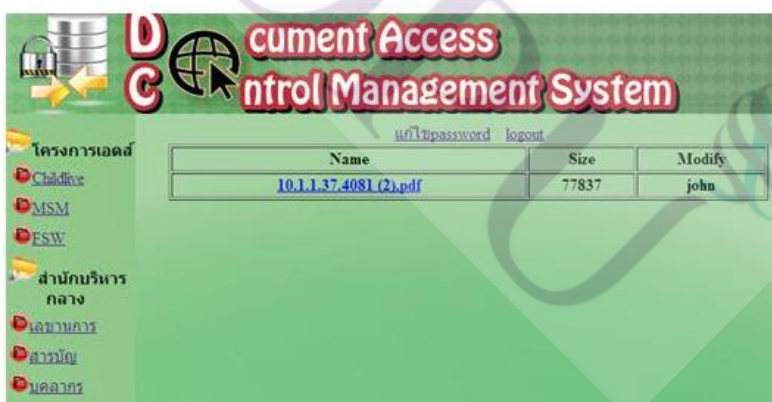 Document Access
Control Management System
แก้ไขpassword logout
โครงการเอดส์
Childlive
MSM
FSW
สำนักบริหาร
กลาง
เลขานุการ
สารบัญ
บุคลากร
Name Size Modify
10.1.1.37.4081 (2).pdf 77837 john